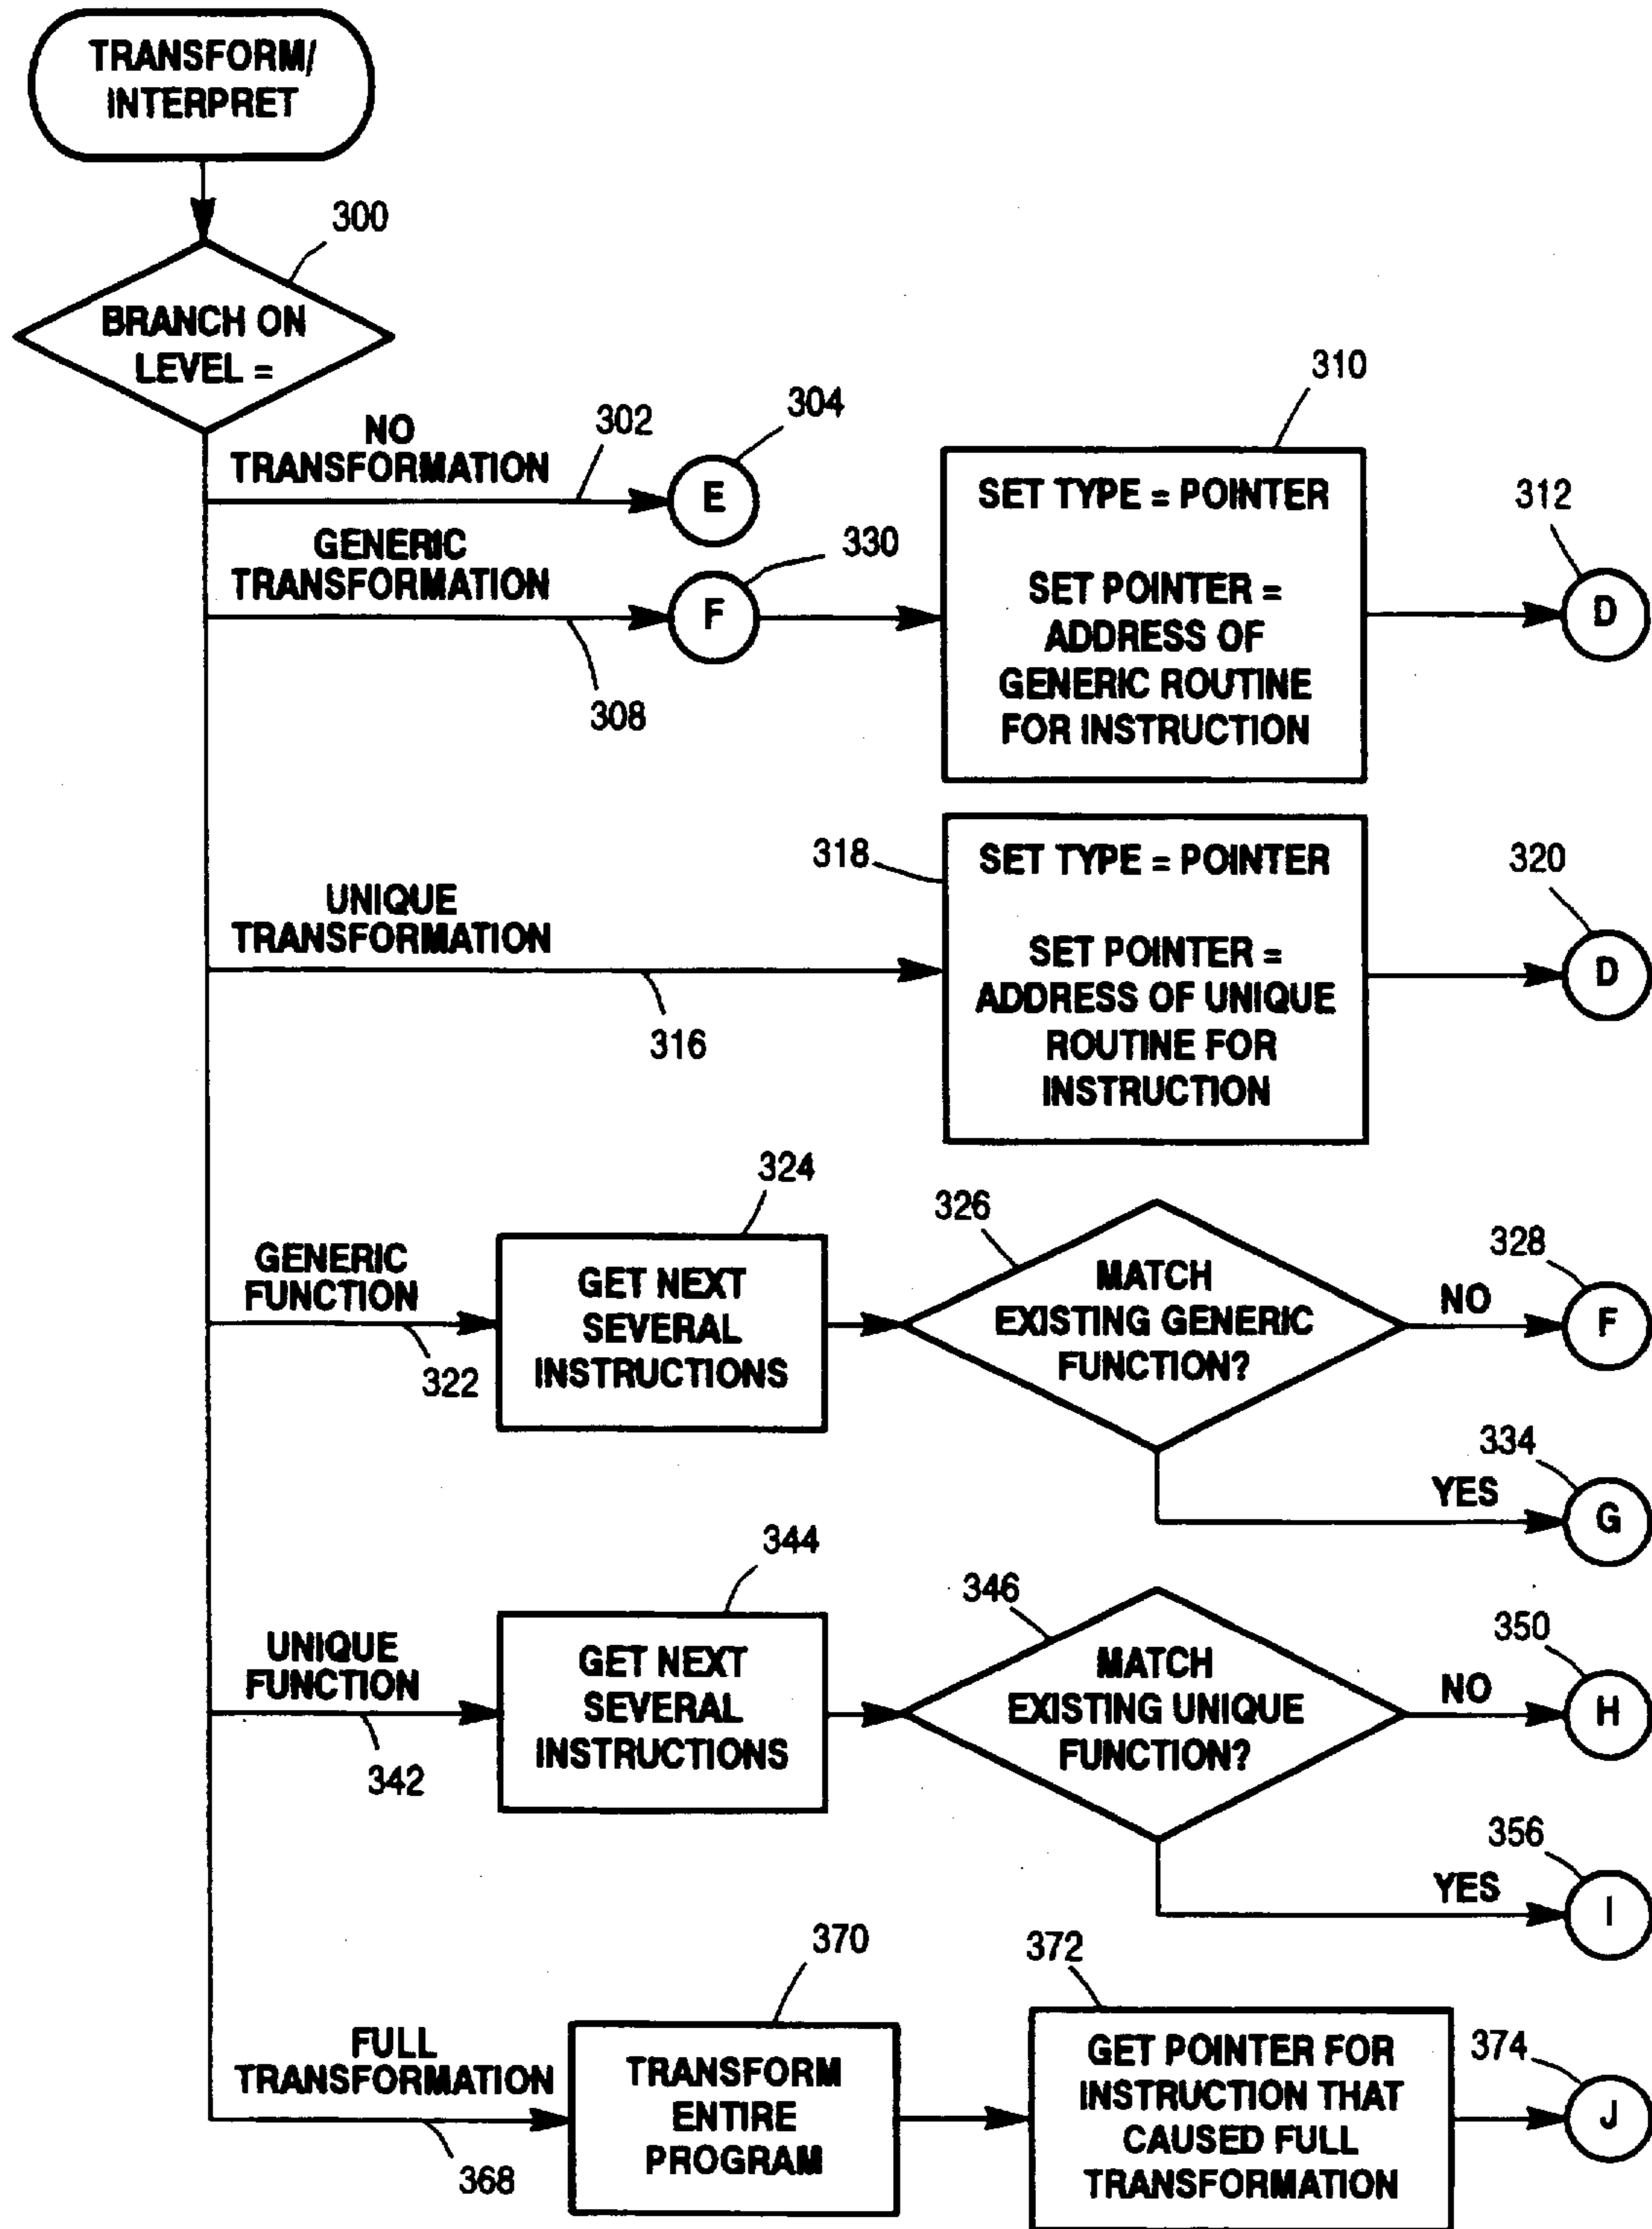 TRANSFORM/
INTERPRET
300
BRANCH ON
LEVEL =
NO
TRANSFORMATION
302
304
E
GENERIC
TRANSFORMATION
308
330
F
310
SET TYPE = POINTER
SET POINTER =
ADDRESS OF
GENERIC ROUTINE
FOR INSTRUCTION
312
D
UNIQUE
TRANSFORMATION
316
318
SET TYPE = POINTER
SET POINTER =
ADDRESS OF UNIQUE
ROUTINE FOR
INSTRUCTION
320
D
GENERIC
FUNCTION
322
324
GET NEXT
SEVERAL
INSTRUCTIONS
326
MATCH
EXISTING GENERIC
FUNCTION?
NO
328
F
YES
334
G
UNIQUE
FUNCTION
342
344
GET NEXT
SEVERAL
INSTRUCTIONS
346
MATCH
EXISTING UNIQUE
FUNCTION?
NO
350
H
YES
356
I
FULL
TRANSFORMATION
368
370
TRANSFORM
ENTIRE
PROGRAM
372
GET POINTER FOR
INSTRUCTION THAT
CAUSED FULL
TRANSFORMATION
374
J